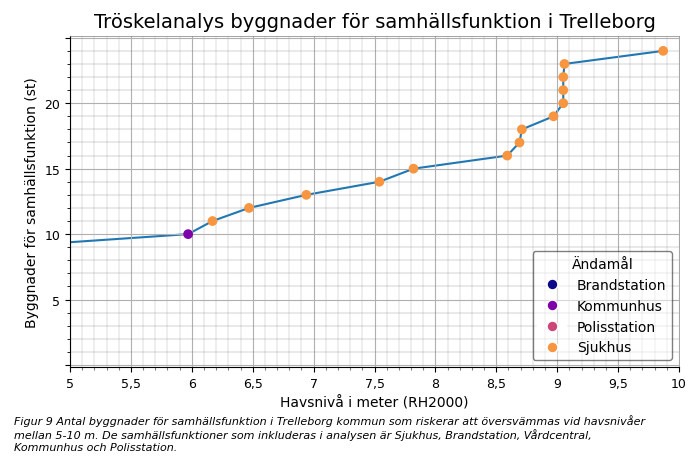 Tröskelanalys byggnader för samhällsfunktion i Trelleborg
Byggnader för samhällsfunktion (st)
20
15
10
5
5 5,5 6 6,5 7 7,5 8 8,5 9 9,5 10
Havsnivå i meter (RH2000)
Ändamål
Brandstation
Kommunhus
Polisstation
Sjukhus
Figur 9 Antal byggnader för samhällsfunktion i Trelleborg kommun som riskerar att översvämmas vid havsnivåer
mellan 5-10 m. De samhällsfunktioner som inkluderas i analysen är Sjukhus, Brandstation, Vårdcentral,
Kommunhus och Polisstation.